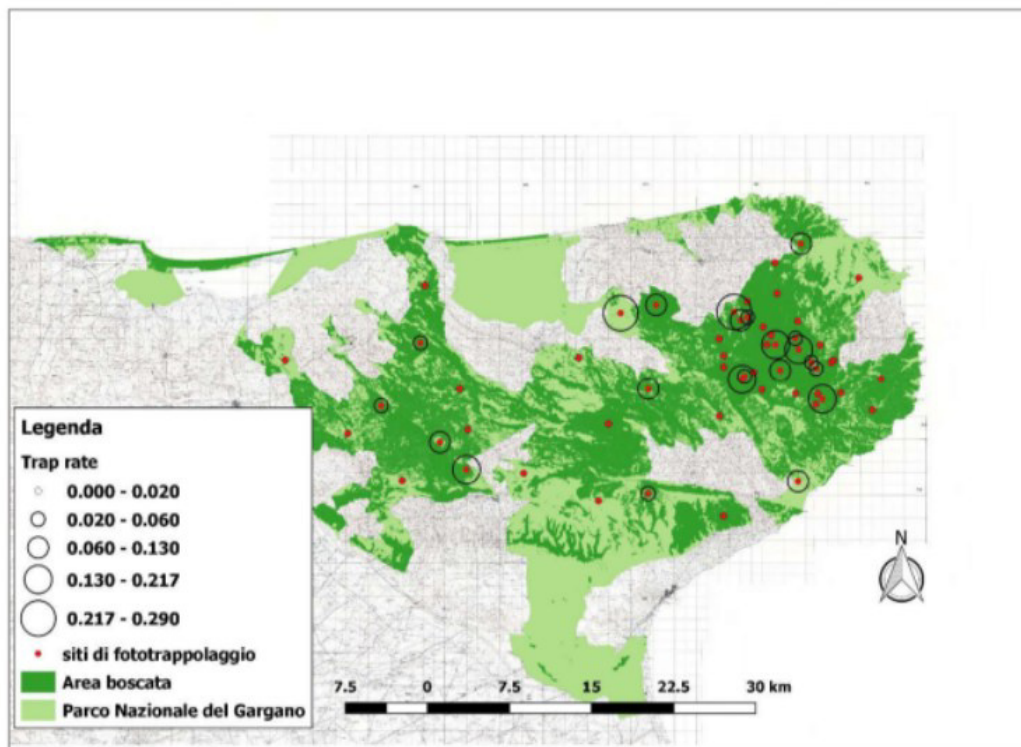 N
Legenda
Trap rate
0.000 - 0.020
0.020 - 0.060
0.060 - 0.130
0.130 - 0.217
0.217 - 0.290
siti di fototrappolaggio
Area boscata
Parco Nazionale del Gargano
7.5 0 7.5 15 22.5 30 km